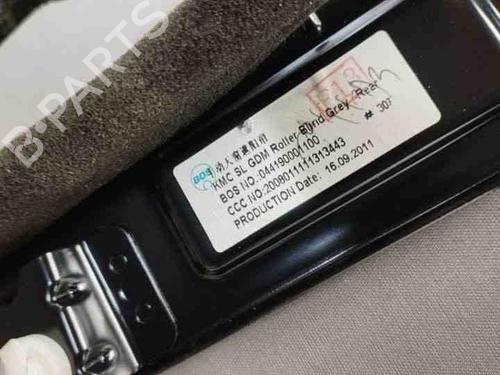 B-PARTS
BOS
KMC SL GDM Roller Blind Grey - Rear
BOS NO.:044190001100
# 307
CCC NO:2008011111313443
PRODUCTION Date: 16.09.2011